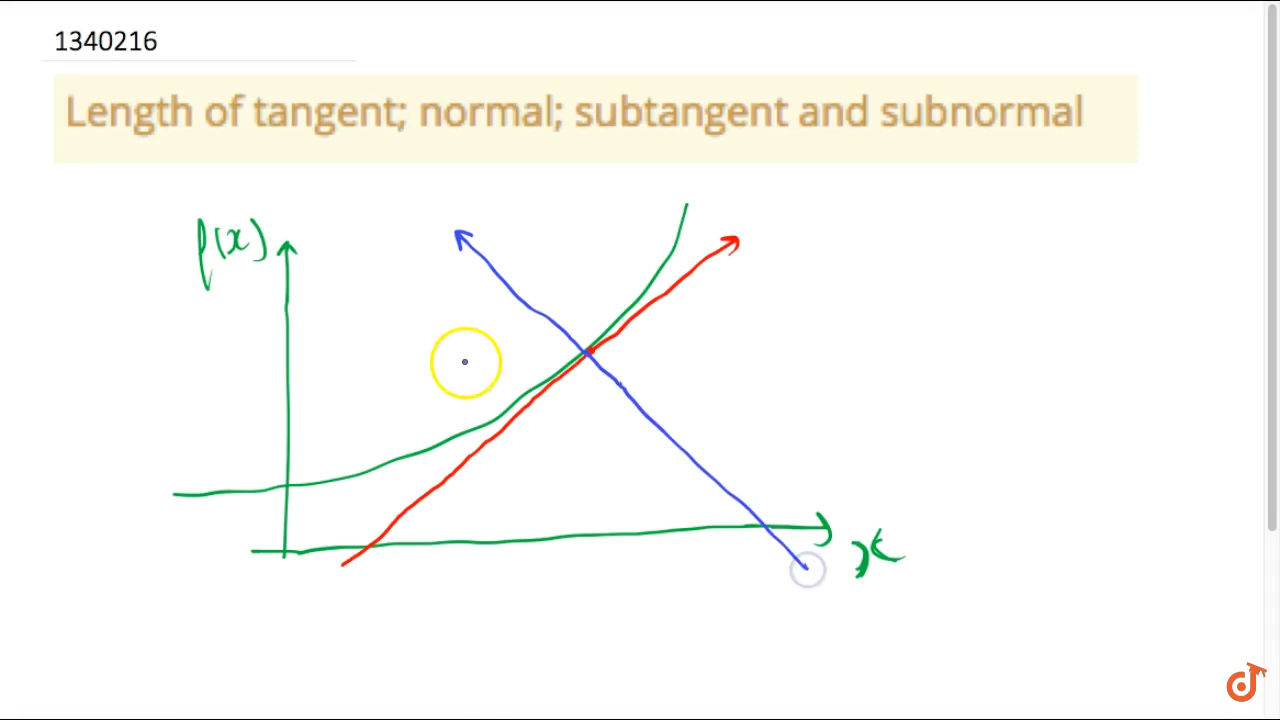 1340216
Length of tangent; normal; subtangent and subnormal
f(x)
x